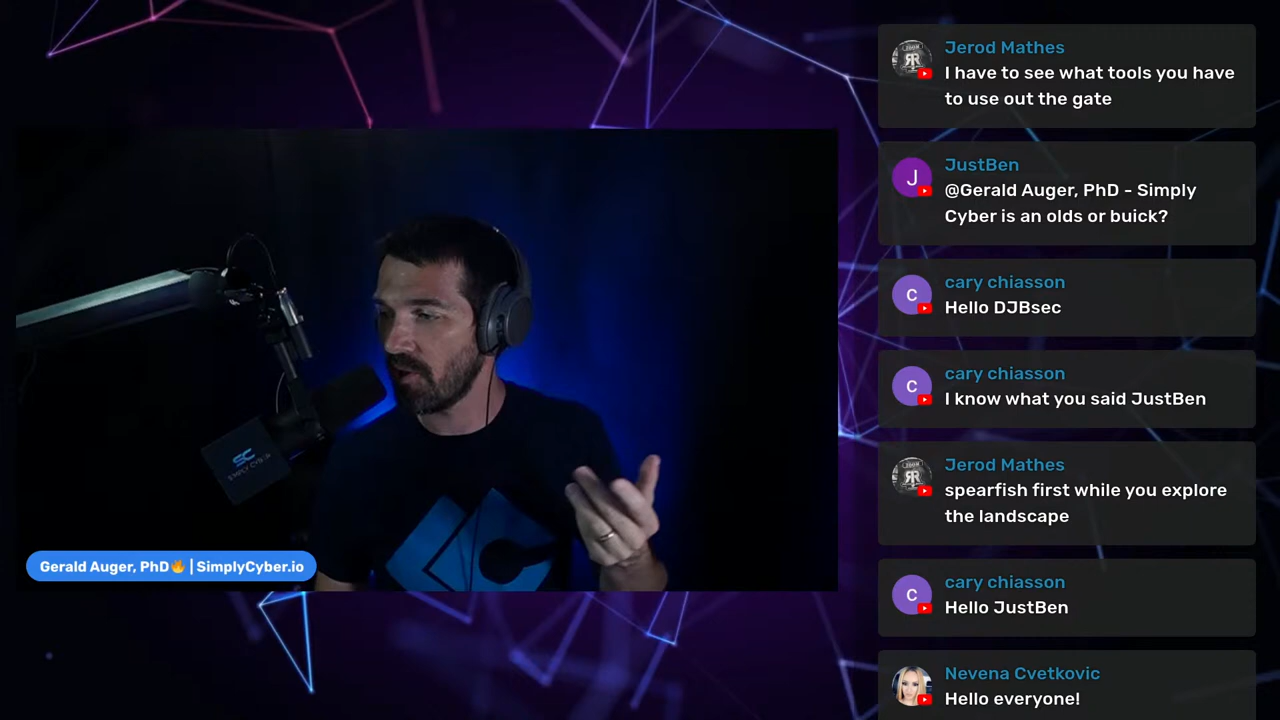 Jerod Mathes
I have to see what tools you have
to use out the gate
J
JustBen
@Gerald Auger, PhD - Simply
Cyber is an olds or buick?
c
cary chiasson
Hello DJBsec
c
cary chiasson
I know what you said JustBen
Jerod Mathes
spearfish first while you explore
the landscape
c
cary chiasson
Hello JustBen
Nevena Cvetkovic
Hello everyone!
SC
SIMPLY CYBER
C
Gerald Auger, PhD🔥 | SimplyCyber.io